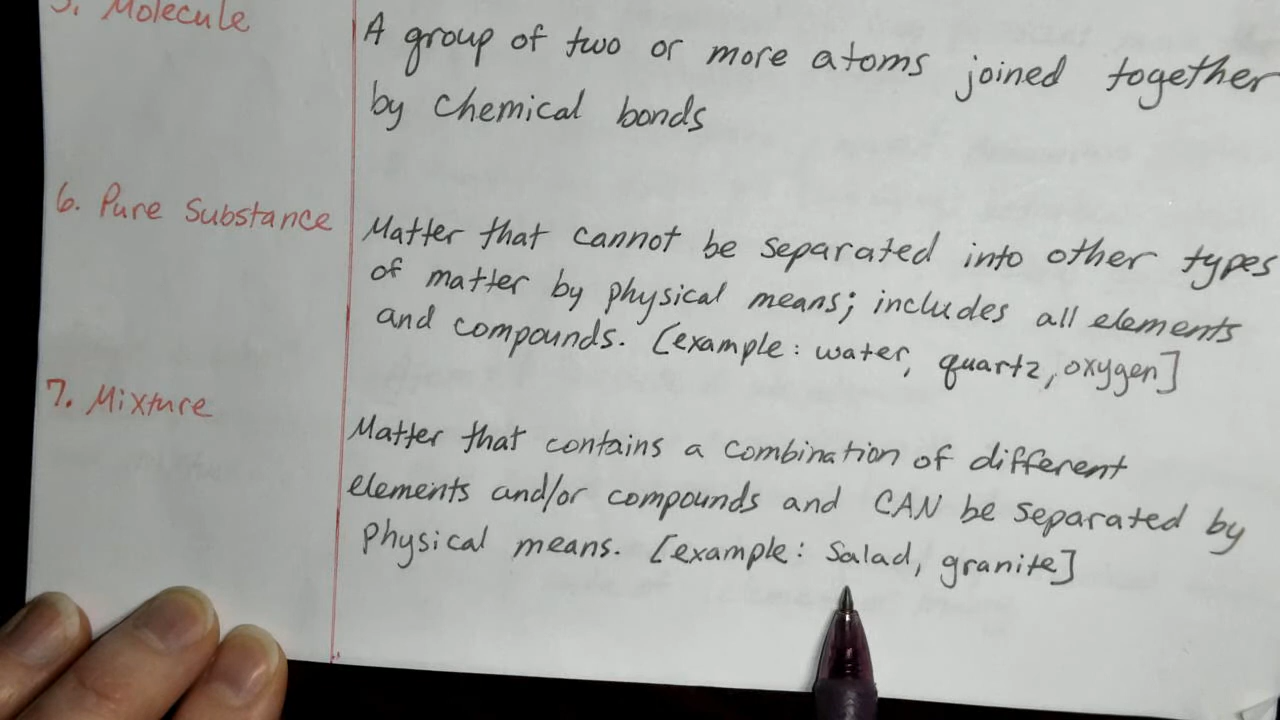 5. Molecule
A group of two or more atoms joined together
by chemical bonds
6. Pure Substance
Matter that cannot be separated into other types
of matter by physical means; includes all elements
and compounds. [example: water, quartz, oxygen]
7. Mixture
Matter that contains a combination of different
elements and/or compounds and CAN be separated by
physical means. [example: Salad, granite]